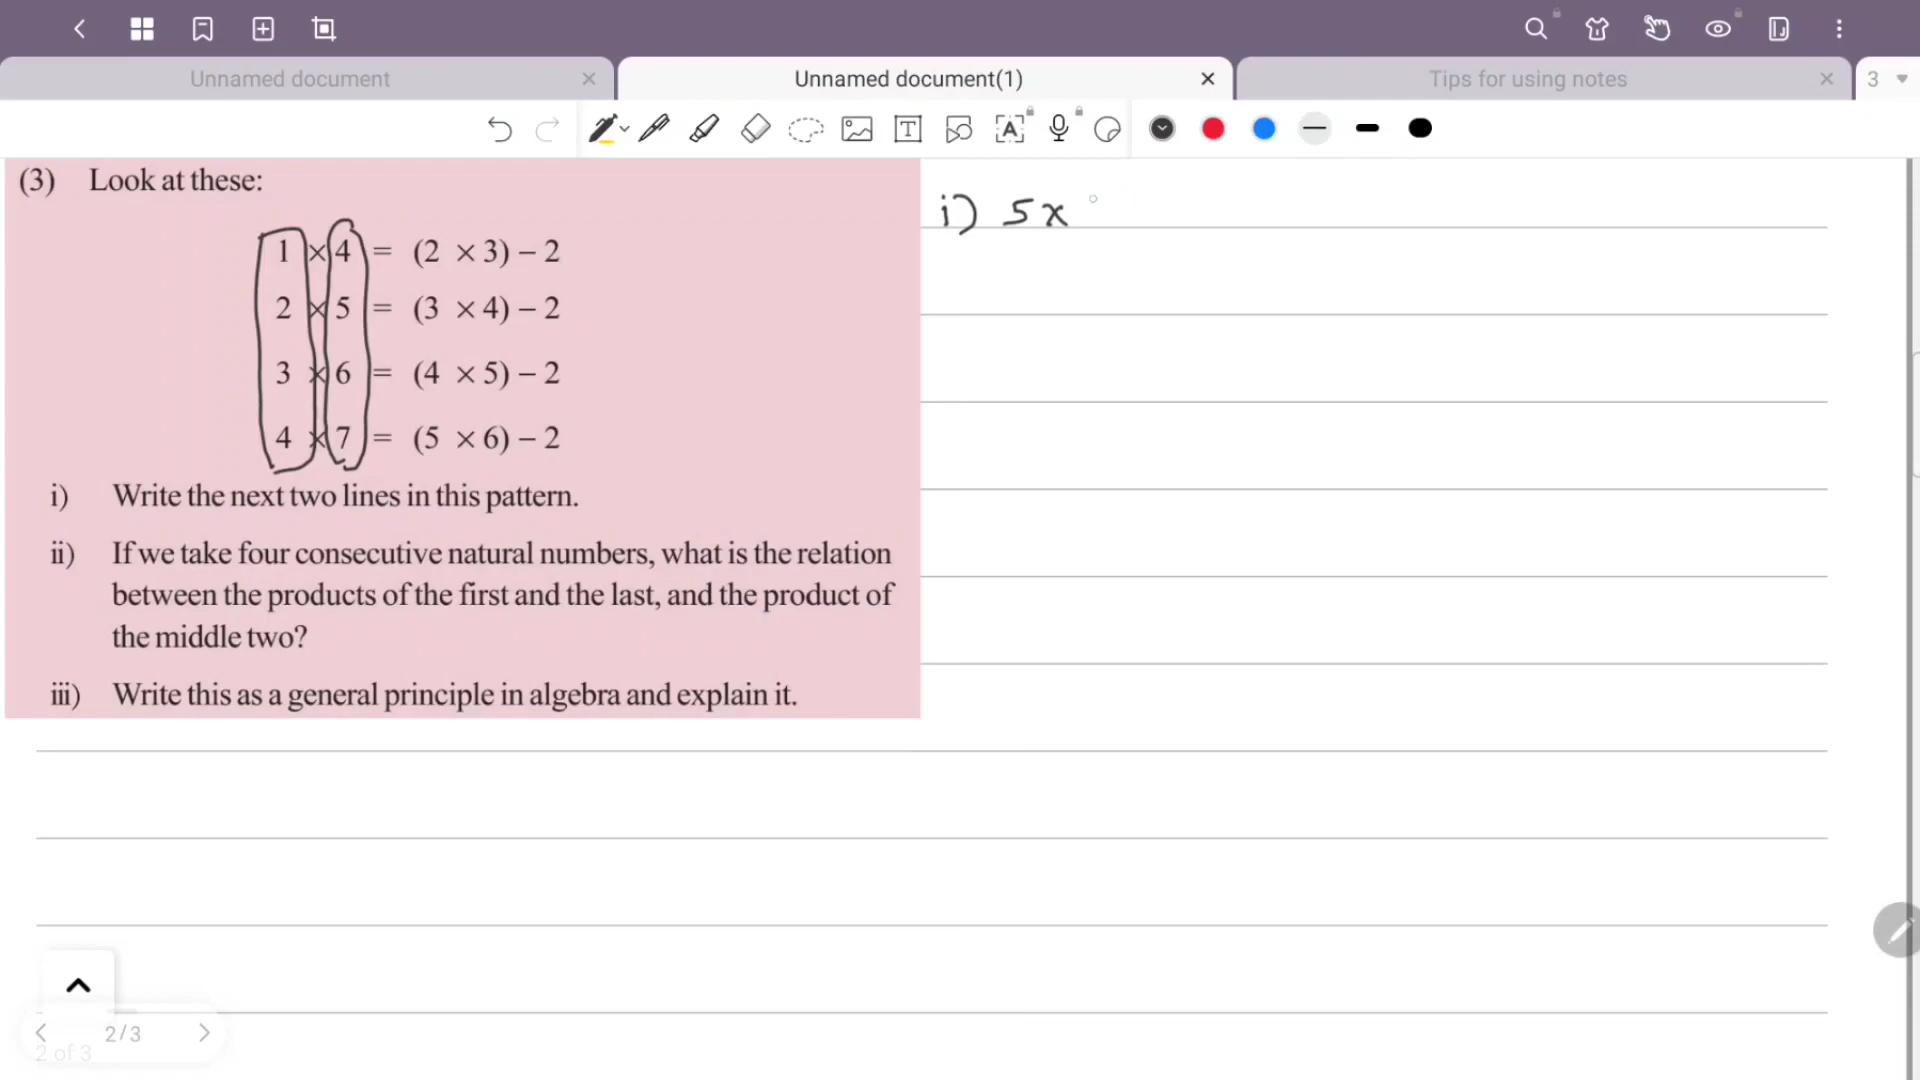 Unnamed document
Unnamed document(1)
Tips for using notes
3
(3) Look at these:
1 × 4 = (2 × 3) – 2
2 × 5 = (3 × 4) – 2
3 × 6 = (4 × 5) – 2
4 × 7 = (5 × 6) – 2
i) Write the next two lines in this pattern.
ii) If we take four consecutive natural numbers, what is the relation
between the products of the first and the last, and the product of
the middle two?
iii) Write this as a general principle in algebra and explain it.
i) 5x
2/3
2 of 3